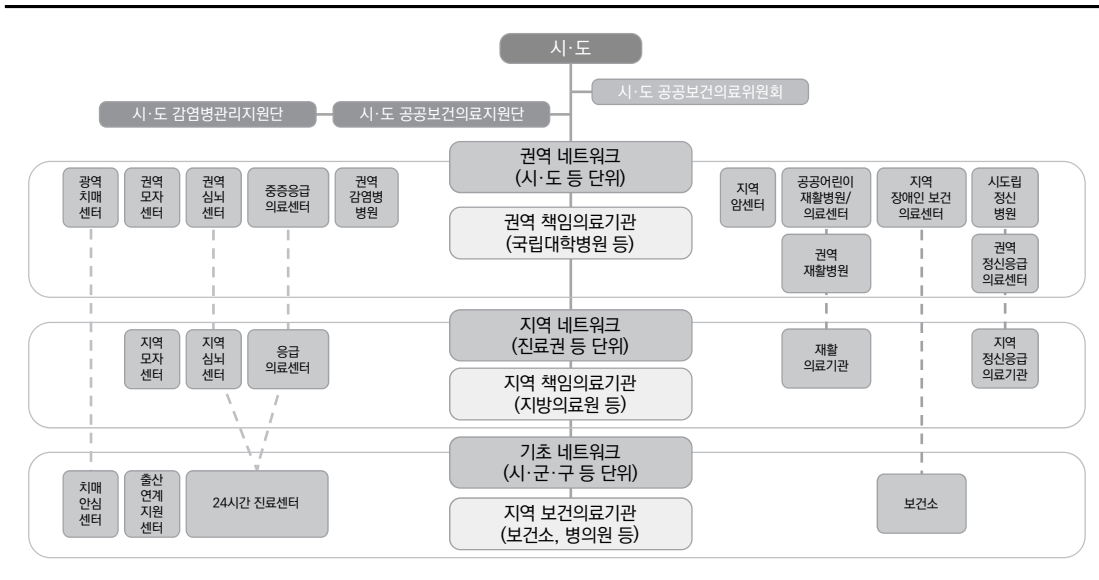 시·도
시·도 공공보건의료위원회
시·도 감염병관리지원단
시·도 공공보건의료지원단
권역 네트워크
(시·도 등 단위)
광역
치매
센터
권역
모자
센터
권역
심뇌
센터
중증응급
의료센터
권역
감염병
병원
권역 책임의료기관
(국립대학병원 등)
지역
암센터
공공어린이
재활병원/
의료센터
지역
장애인 보건
의료센터
시도립
정신
병원
권역
재활병원
권역
정신응급
의료센터
지역 네트워크
(진료권 등 단위)
지역
모자
센터
지역
심뇌
센터
응급
의료센터
지역 책임의료기관
(지방의료원 등)
재활
의료기관
지역
정신응급
의료기관
기초 네트워크
(시·군·구 등 단위)
치매
안심
센터
출산
연계
지원
센터
24시간 진료센터
지역 보건의료기관
(보건소, 병의원 등)
보건소